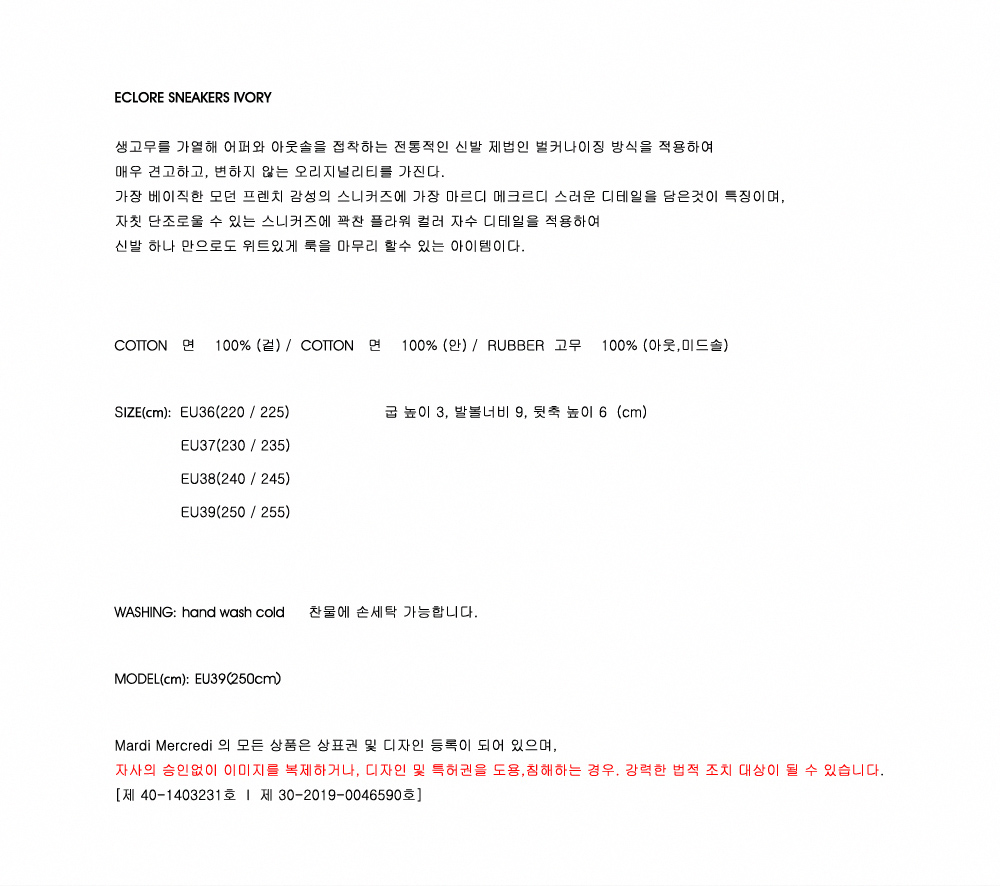 ECLORE SNEAKERS IVORY
생고무를 가열해 어퍼와 아웃솔을 접착하는 전통적인 신발 제법인 벌커나이징 방식을 적용하여
매우 견고하고, 변하지 않는 오리지널리티를 가진다.
가장 베이직한 모던 프렌치 감성의 스니커즈에 가장 마르디 메크르디 스러운 디테일을 담은것이 특징이며,
자칫 단조로울 수 있는 스니커즈에 꽉찬 플라워 컬러 자수 디테일을 적용하여
신발 하나 만으로도 위트있게 룩을 마무리 할수 있는 아이템이다.
COTTON 면 100% (겉) / COTTON 면 100% (안) / RUBBER 고무 100% (아웃,미드솔)
SIZE(cm): EU36(220 / 225) 굽 높이 3, 발볼너비 9, 뒷축 높이 6 (cm)
EU37(230 / 235)
EU38(240 / 245)
EU39(250 / 255)
WASHING: hand wash cold 찬물에 손세탁 가능합니다.
MODEL(cm): EU39(250cm)
Mardi Mercredi 의 모든 상품은 상표권 및 디자인 등록이 되어 있으며,
자사의 승인없이 이미지를 복제하거나, 디자인 및 특허권을 도용,침해하는 경우, 강력한 법적 조치 대상이 될 수 있습니다.
[제 40-1403231호 I 제 30-2019-0046590호]